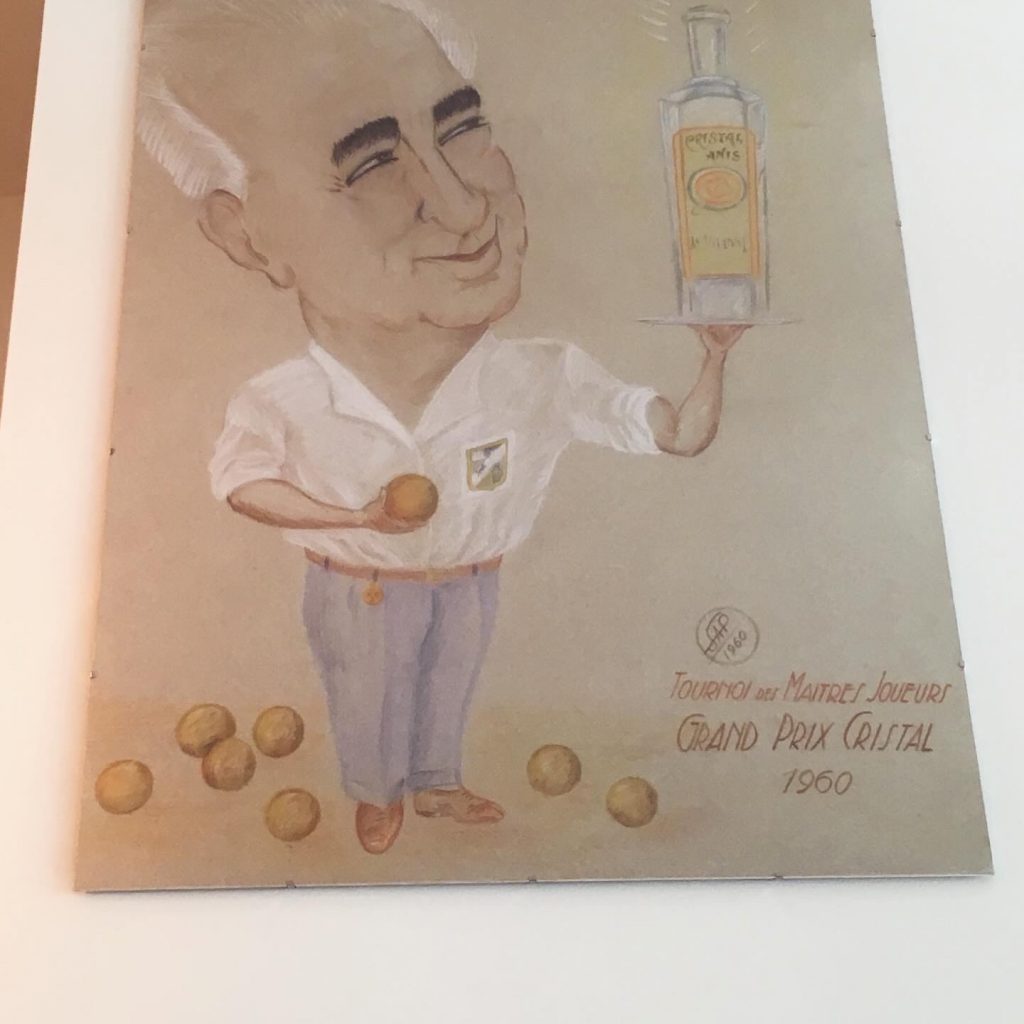 CRISTAL
ANIS
1960
TOURNOI DES MAITRES JOUEURS
GRAND PRIX CRISTAL
1960